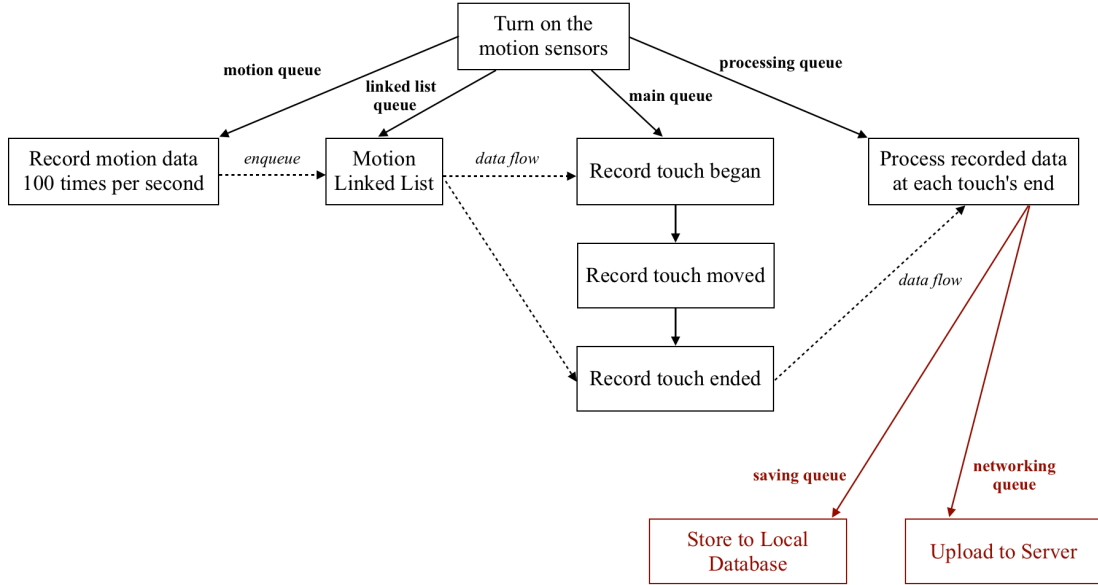 Turn on the
motion sensors
motion queue
linked list
queue
main queue
processing queue
Record motion data
100 times per second
enqueue
Motion
Linked List
data flow
Record touch began
Process recorded data
at each touch's end
Record touch moved
data flow
Record touch ended
saving queue
networking
queue
Store to Local
Database
Upload to Server